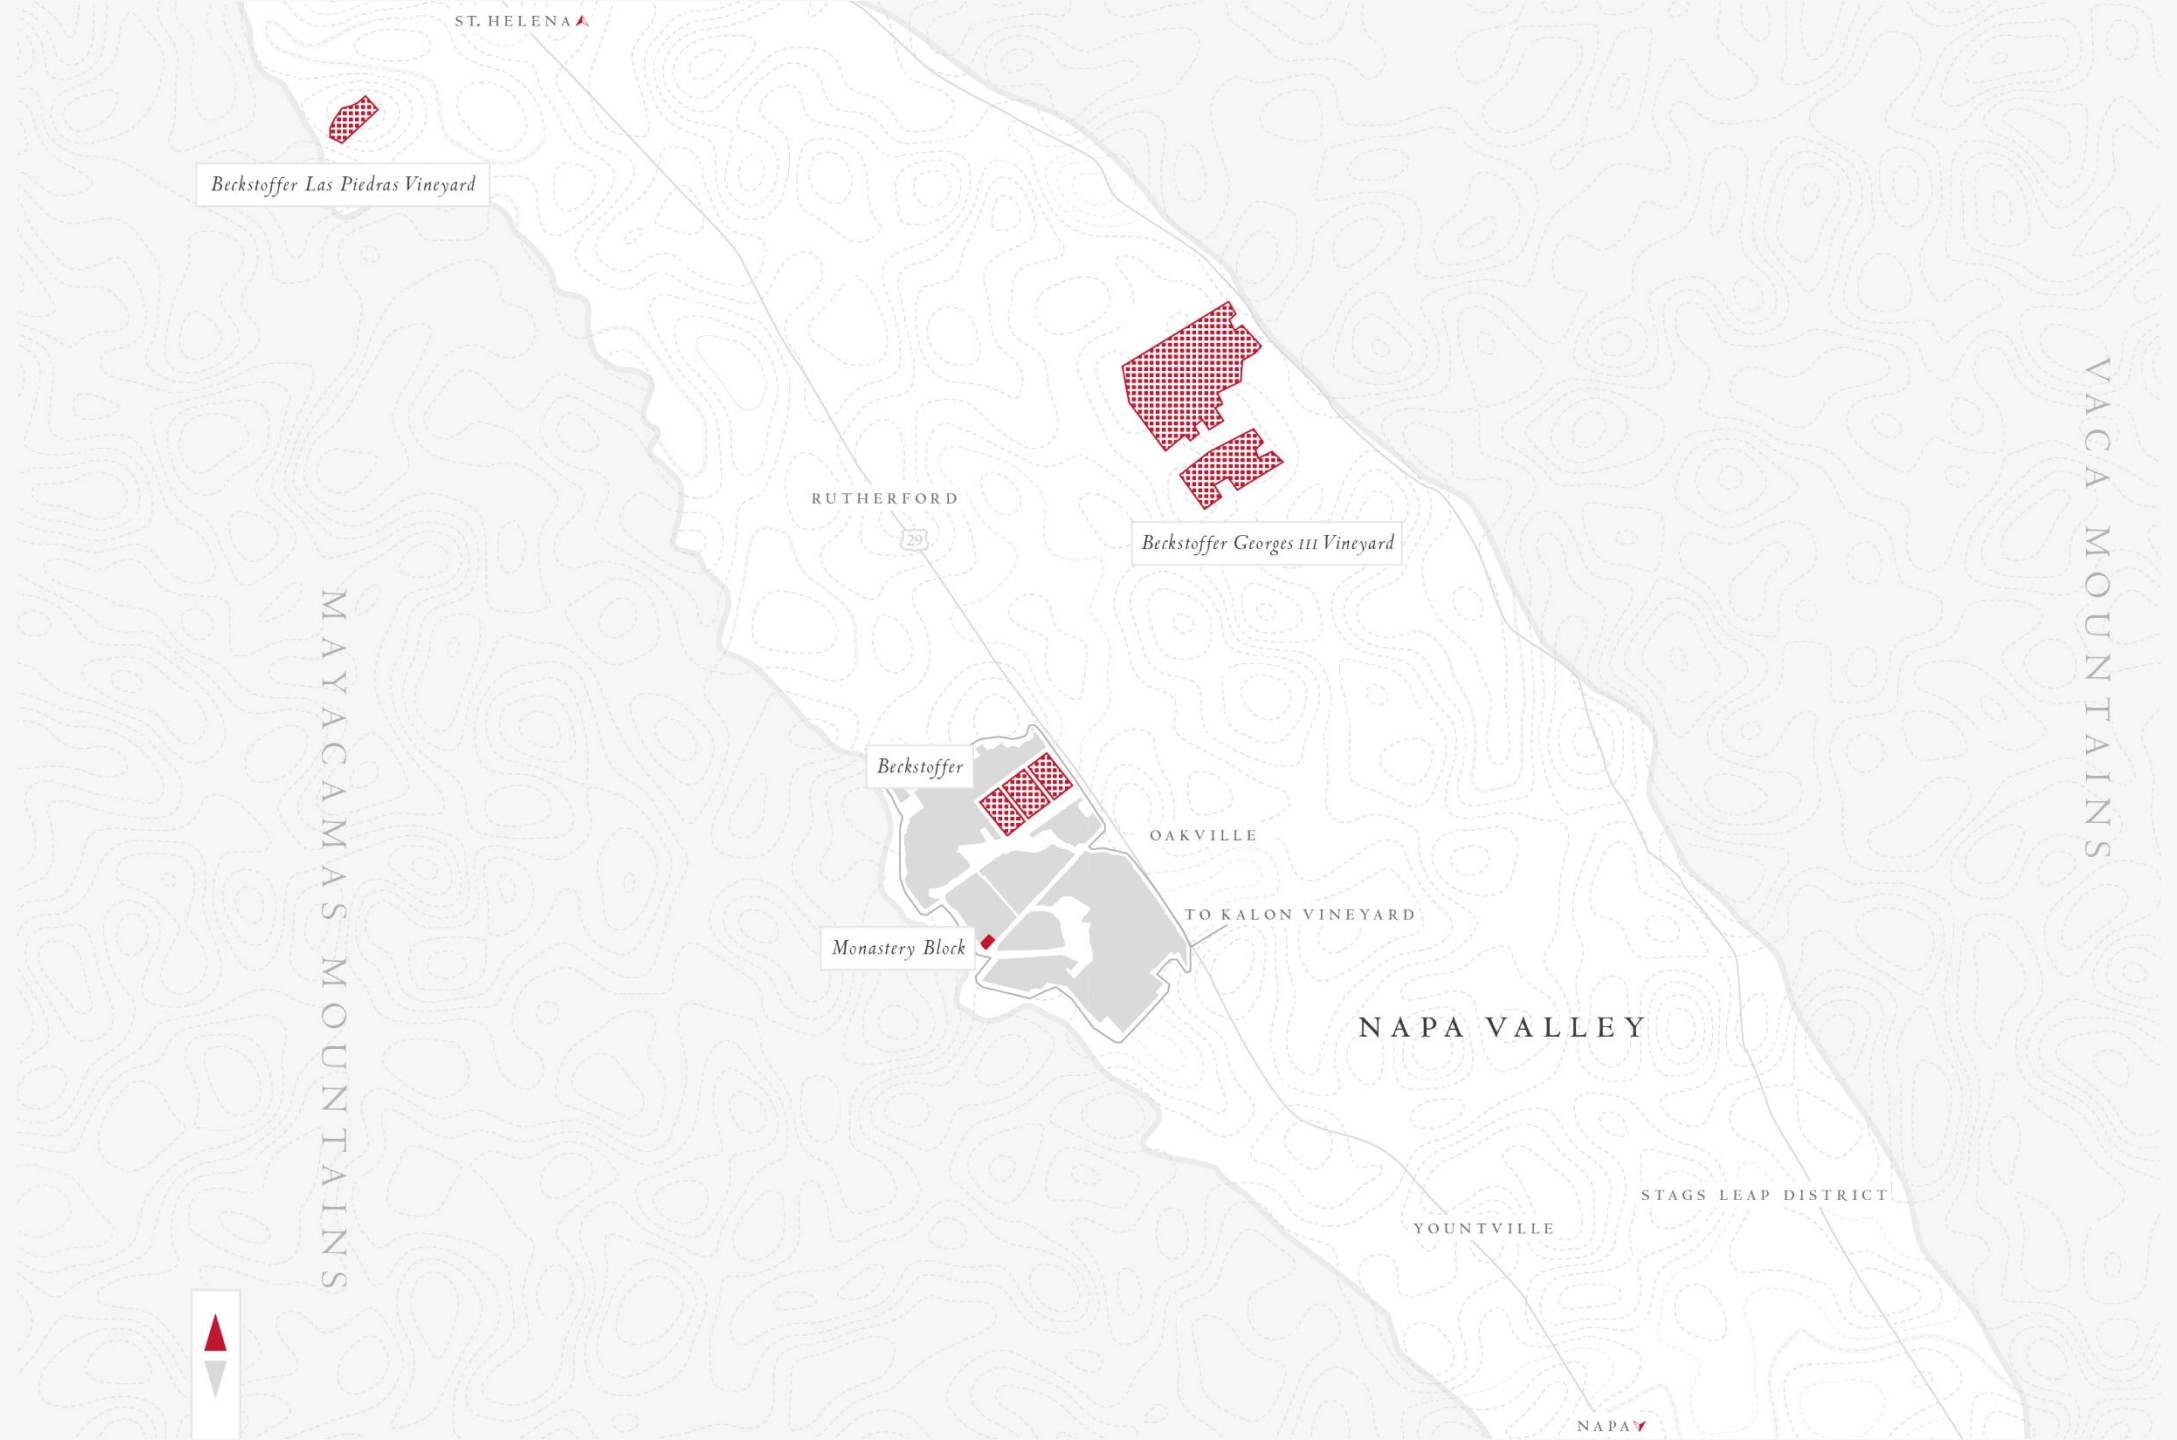 ST. HELENA
Beckstoffer Las Piedras Vineyard
VACA MOUNTAINS
RUTHERFORD
29
Beckstoffer Georges III Vineyard
MAYACAMAS MOUNTAINS
Beckstoffer
OAKVILLE
TO KALON VINEYARD
Monastery Block
NAPA VALLEY
STAGS LEAP DISTRICT
YOUNTVILLE
NAPA